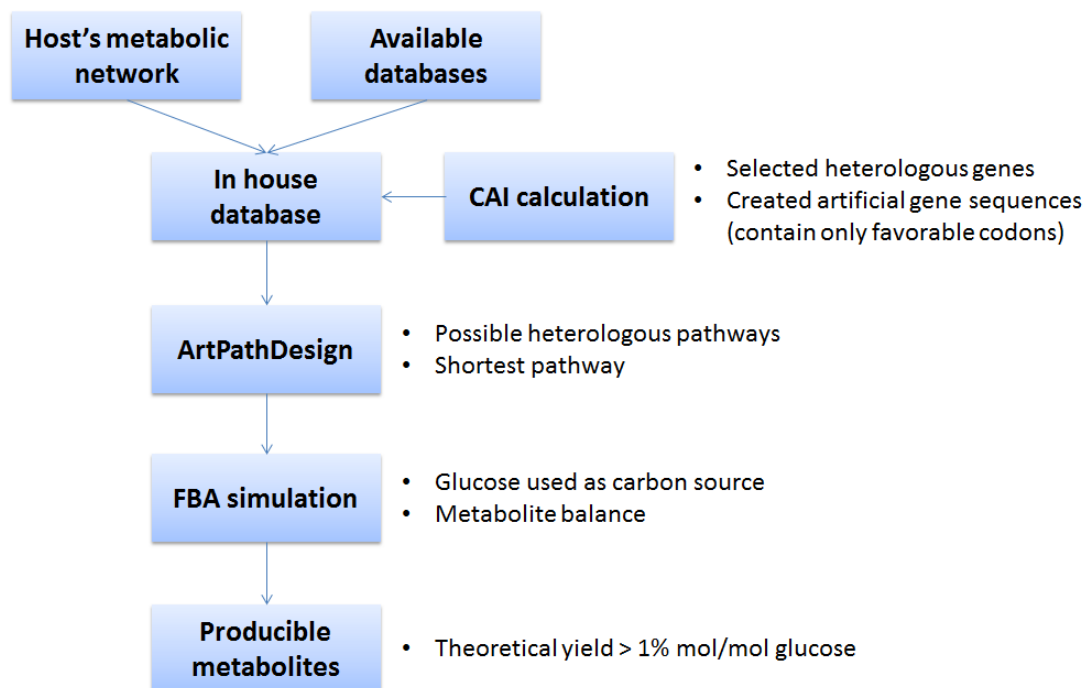 Host's metabolic
network
Available
databases
In house
database
CAI calculation
• Selected heterologous genes
• Created artificial gene sequences
(contain only favorable codons)
ArtPathDesign
• Possible heterologous pathways
• Shortest pathway
FBA simulation
• Glucose used as carbon source
• Metabolite balance
Producible
metabolites
• Theoretical yield > 1% mol/mol glucose